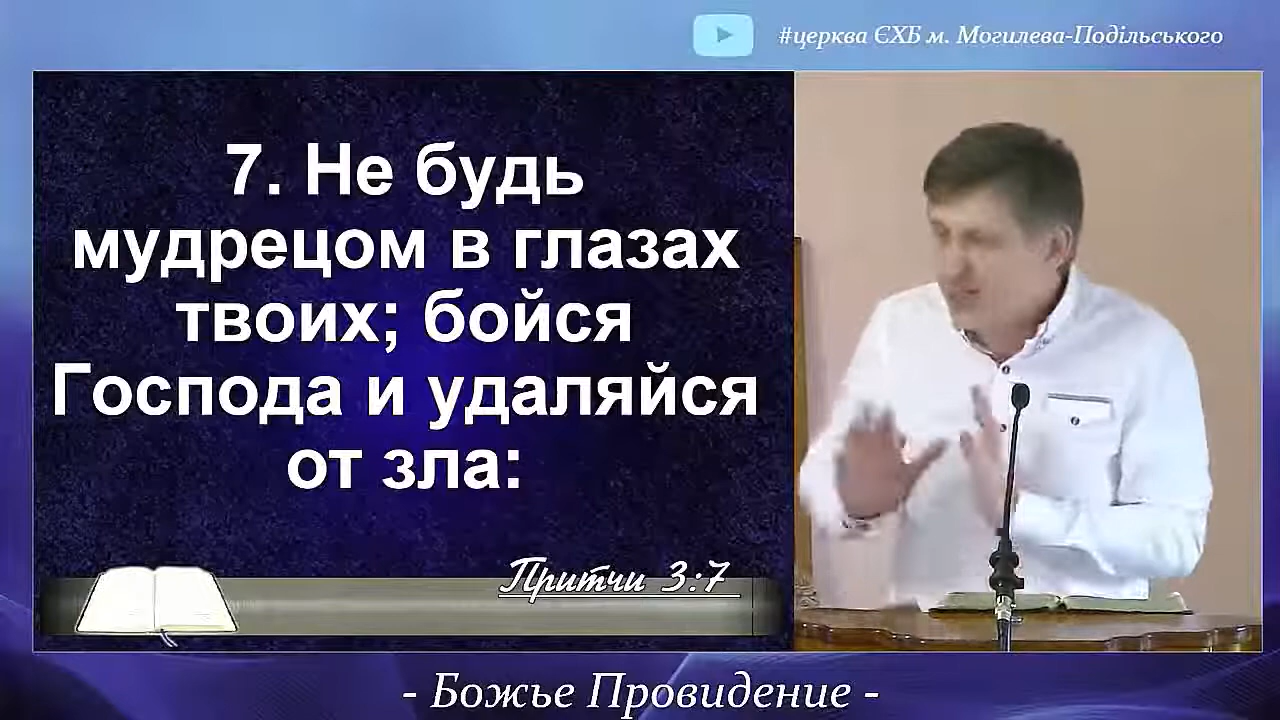 #церква ЄХБ м. Могилева-Подільського
7. Не будь
мудрецом в глазах
твоих; бойся
Господа и удаляйся
от зла:
Притчи 3:7
- Божье Провидение -